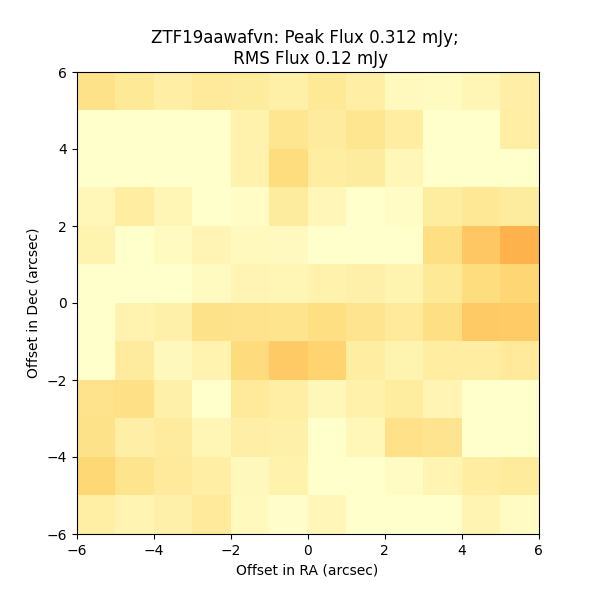 ZTF19aawafvn: Peak Flux 0.312 mJy;
RMS Flux 0.12 mJy
6
4
2
0
−2
−4
−6
Offset in Dec (arcsec)
−6 −4 −2 0 2 4 6
Offset in RA (arcsec)